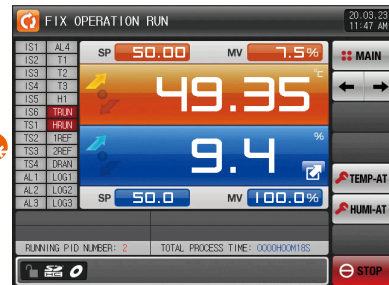 FIX OPERATION RUN
20.03.23
11:47 AM
IS1 AL4
IS2 T1
IS3 T2
IS4 T3
IS5 H1
IS6 TRUN
TS1 HRUN
TS2 1REF
TS3 2REF
TS4 DRAN
AL1 LOG1
AL2 LOG2
AL3 LOG3
SP 50.00 MV 7.5%
49.35 °C
9.4 %
SP 50.0 MV 100.0%
MAIN
TEMP-AT
HUMI-AT
RUNNING PID NUMBER: 2 TOTAL PROCESS TIME: 0000H00M18S
STOP